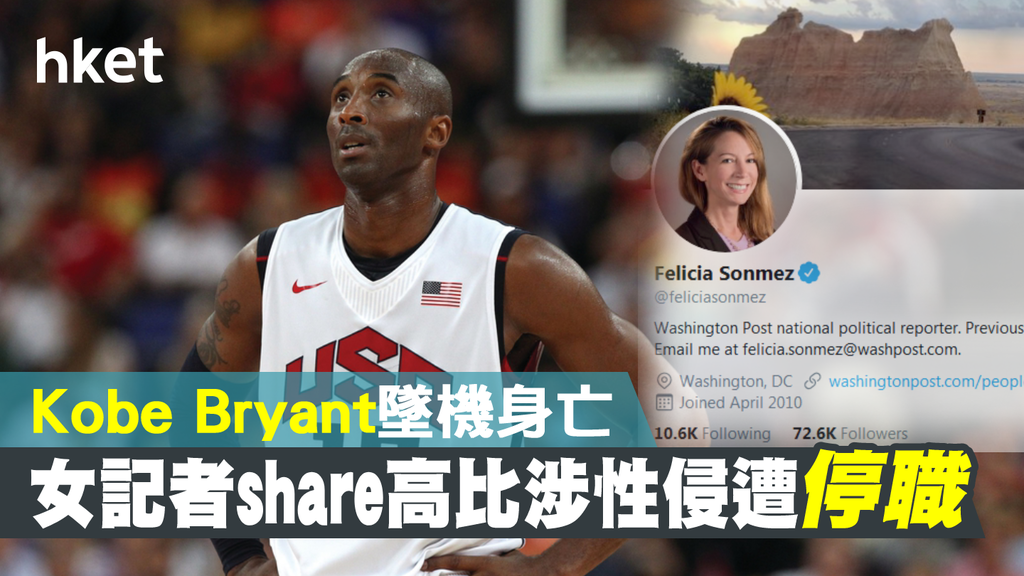 hket
USA
Felicia Sonmez
@feliciasonmez
Washington Post national political reporter. Previous
Email me at felicia.sonmez@washpost.com.
Washington, DC washingtonpost.com/peopl
Joined April 2010
10.6K Following 72.6K Followers
Kobe Bryant墜機身亡
女記者share高比涉性侵遭停職